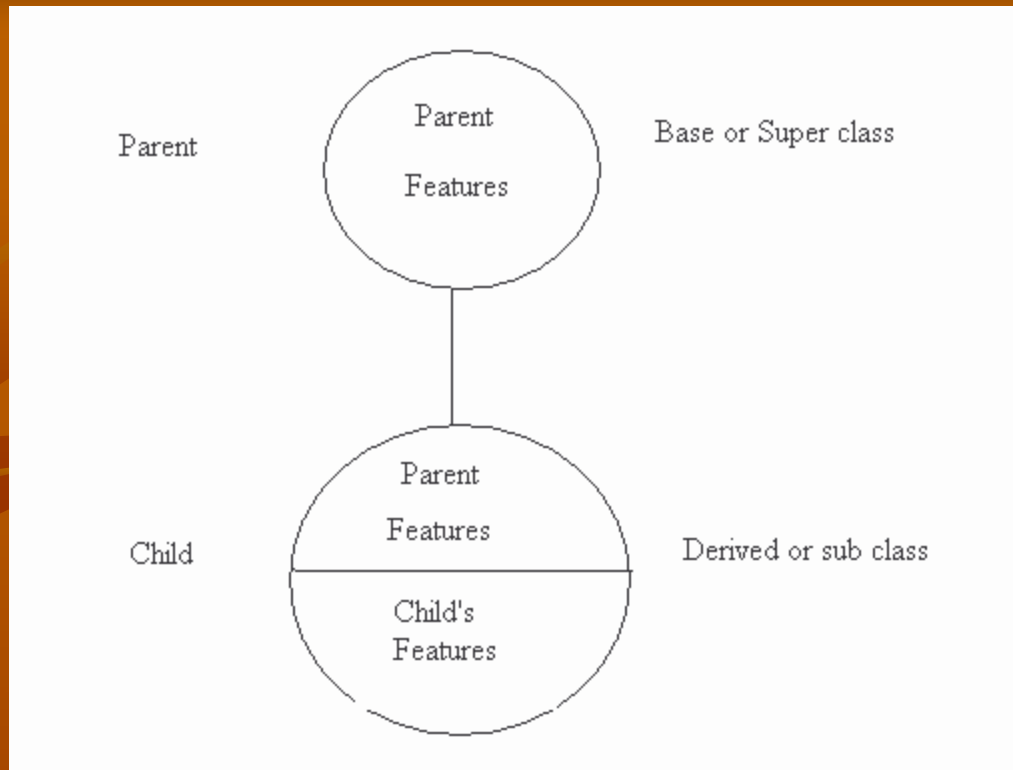 Parent
Parent
Features
Base or Super class
Child
Parent
Features
Child's
Features
Derived or sub class